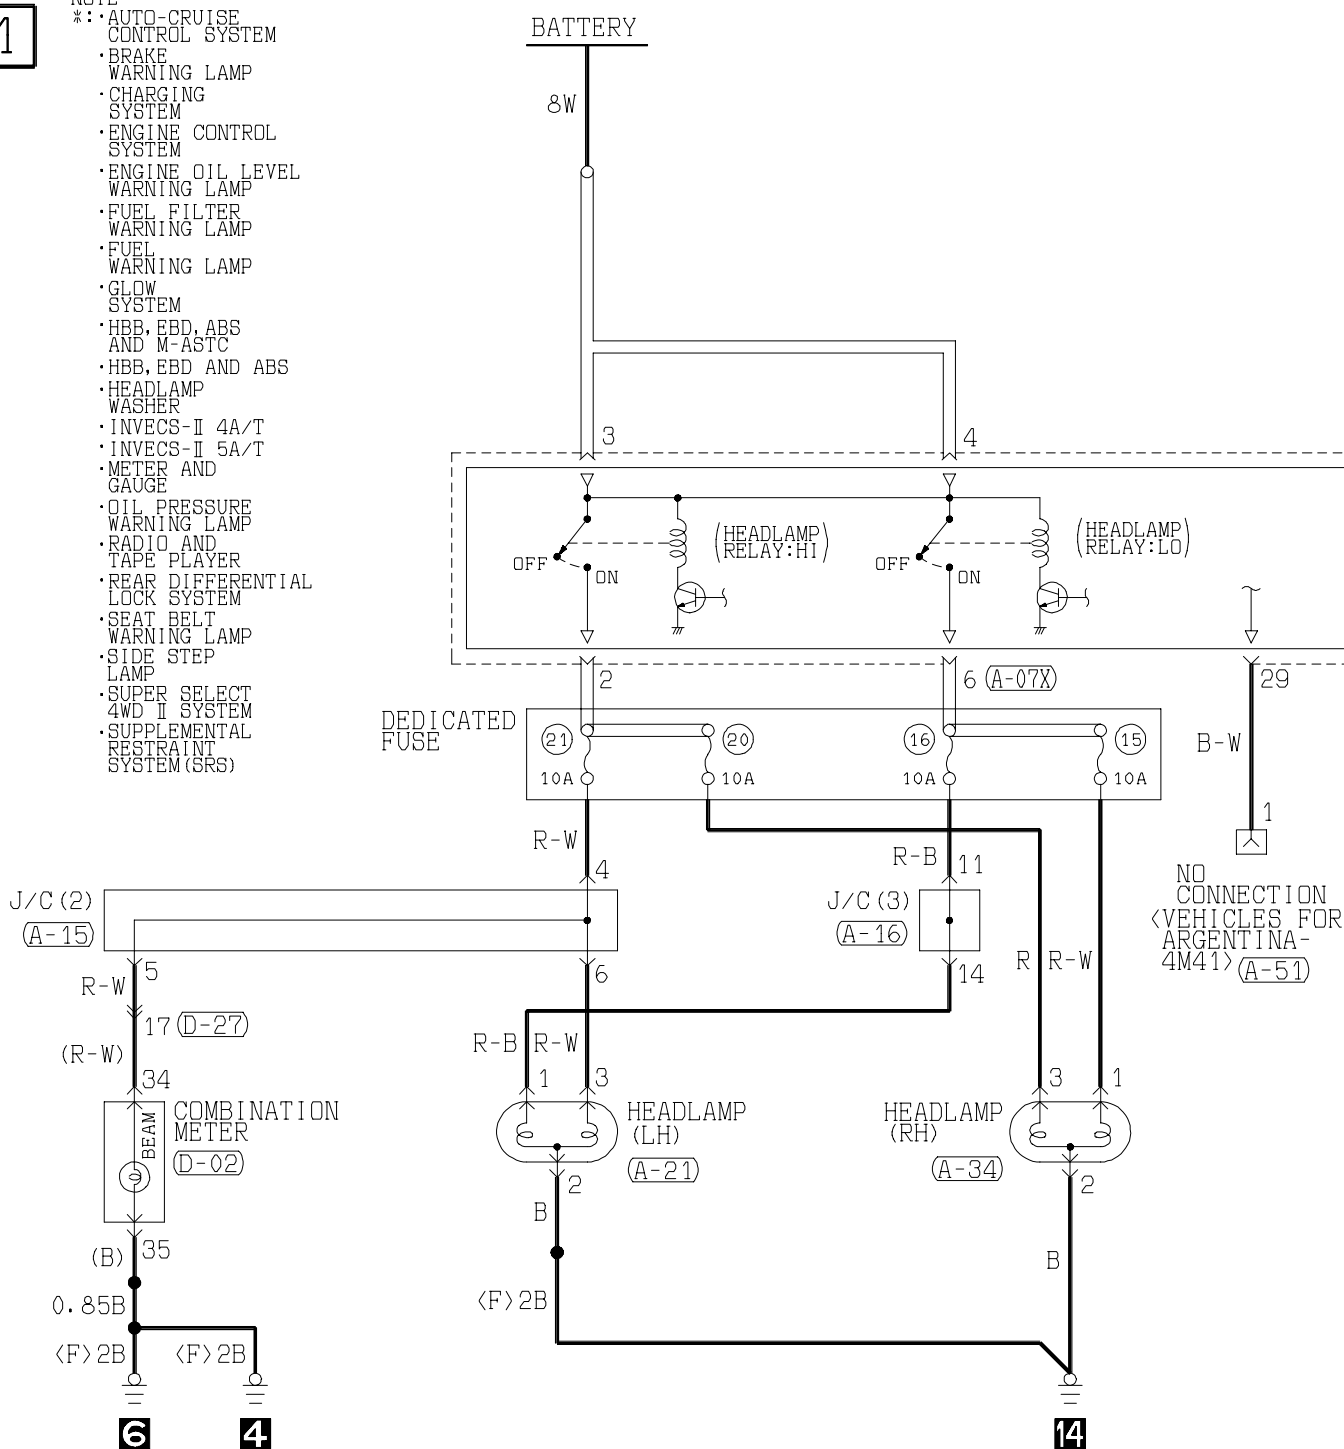 1
*:·AUTO-CRUISE
CONTROL SYSTEM
·BRAKE
WARNING LAMP
·CHARGING
SYSTEM
·ENGINE CONTROL
SYSTEM
·ENGINE OIL LEVEL
WARNING LAMP
·FUEL FILTER
WARNING LAMP
·FUEL
WARNING LAMP
·GLOW
SYSTEM
·HBB,EBD,ABS
AND M-ASTC
·HBB,EBD AND ABS
·HEADLAMP
WASHER
·INVECS-Ⅱ 4A/T
·INVECS-Ⅱ 5A/T
·METER AND
GAUGE
·OIL PRESSURE
WARNING LAMP
·RADIO AND
TAPE PLAYER
·REAR DIFFERENTIAL
LOCK SYSTEM
·SEAT BELT
WARNING LAMP
·SIDE STEP
LAMP
·SUPER SELECT
4WD Ⅱ SYSTEM
·SUPPLEMENTAL
RESTRAINT
SYSTEM(SRS)
BATTERY
8W
3
4
(HEADLAMP
RELAY:HI)
(HEADLAMP
RELAY:LO)
OFF
ON
OFF
ON
2
6 (A-07X)
29
DEDICATED
FUSE
21
20
16
15
10A
10A
10A
10A
B-W
1
R-W
4
R-B
11
NO
CONNECTION
<VEHICLES FOR
ARGENTINA-
4M41> (A-51)
J/C(2)
(A-15)
J/C(3)
(A-16)
R
R-W
5
6
14
R-W
17 (D-27)
(R-W)
R-B
R-W
34
1
3
3
1
COMBINATION
METER
(D-02)
BEAM
HEADLAMP
(LH)
(A-21)
HEADLAMP
(RH)
(A-34)
2
2
B
B
35
(B)
0.85B
<F>2B
<F>2B
<F>2B
6
4
14